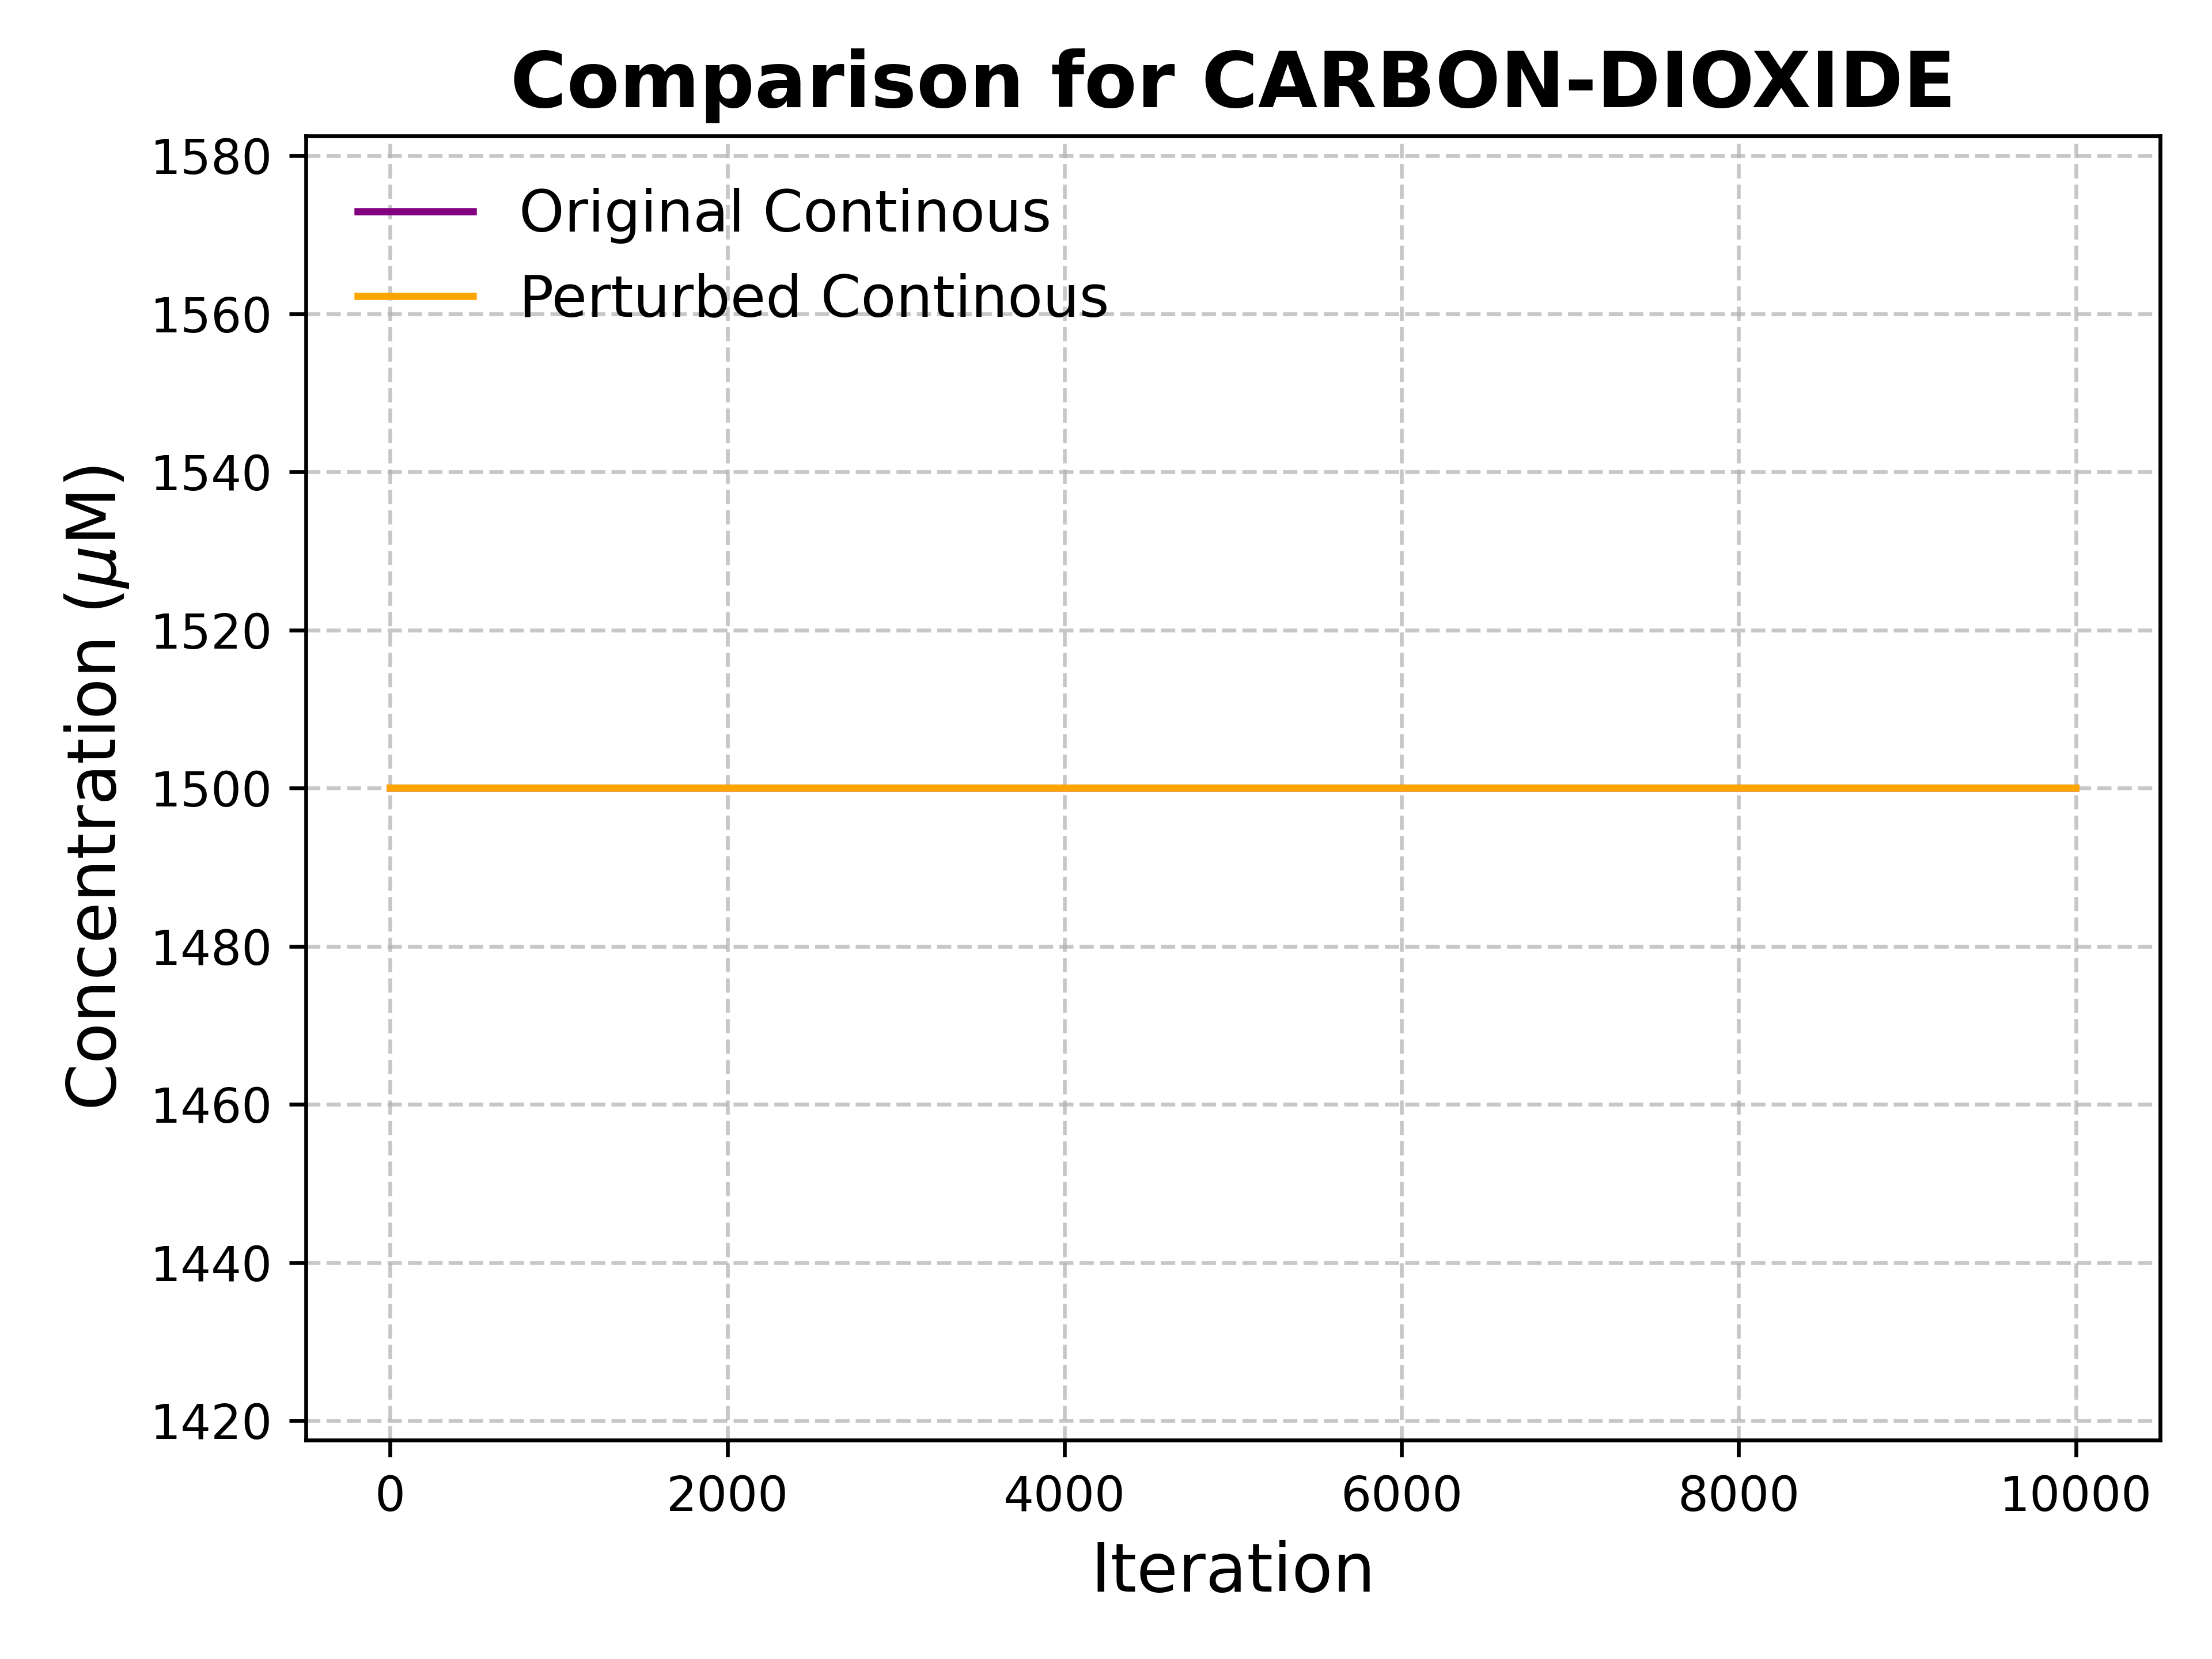 Comparison for CARBON-DIOXIDE
Original Continous
Perturbed Continous
Concentration (μM)
1580
1560
1540
1520
1500
1480
1460
1440
1420
0 2000 4000 6000 8000 10000
Iteration